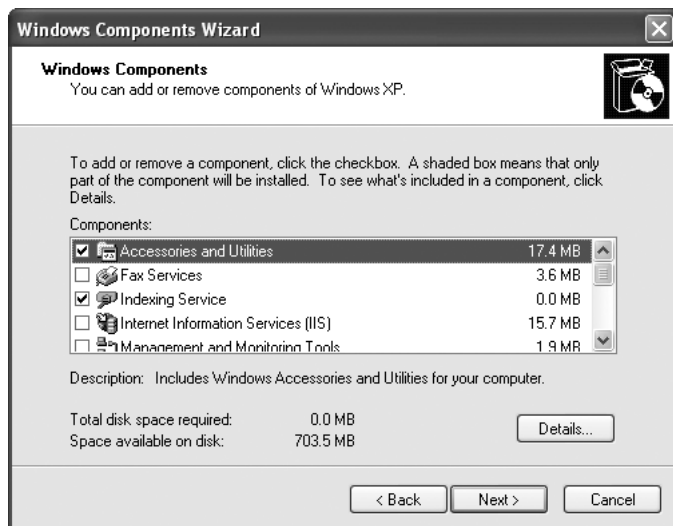 Windows Components Wizard
Windows Components
You can add or remove components of Windows XP.
To add or remove a component, click the checkbox. A shaded box means that only
part of the component will be installed. To see what's included in a component, click
Details.
Components:
Accessories and Utilities 17.4 MB
Fax Services 3.6 MB
Indexing Service 0.0 MB
Internet Information Services (IIS) 15.7 MB
Management and Monitoring Tools 1.9 MB
Description: Includes Windows Accessories and Utilities for your computer.
Total disk space required: 0.0 MB
Space available on disk: 703.5 MB
Details...
< Back Next > Cancel